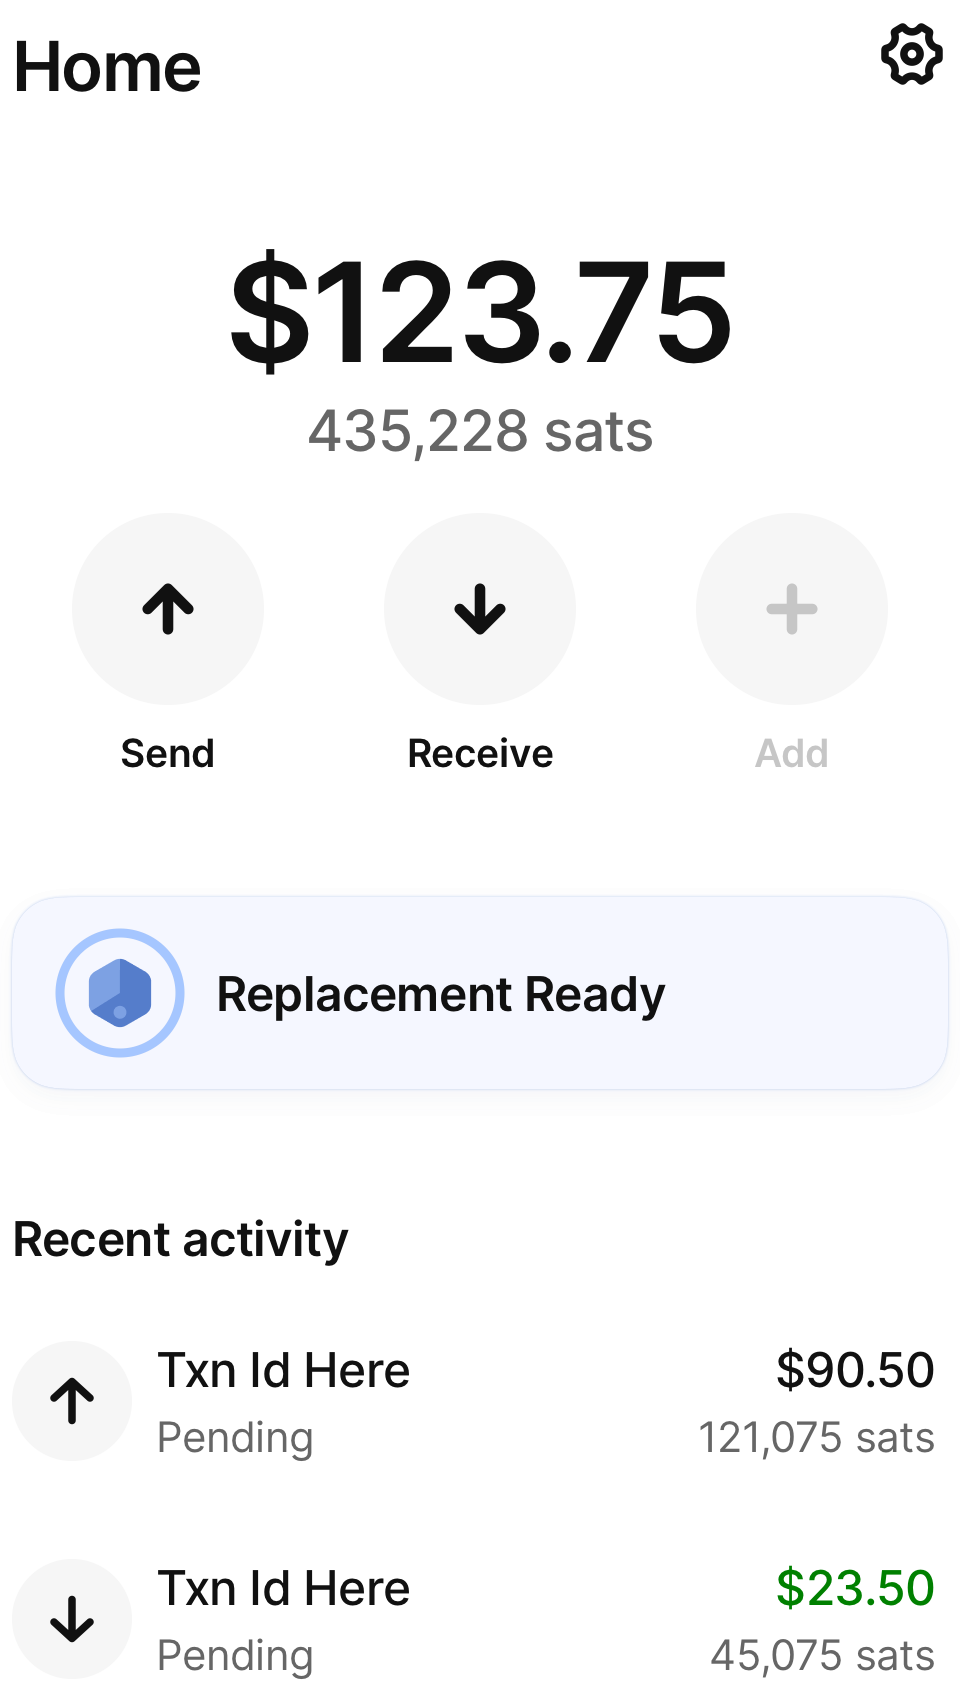 Home
$123.75
435,228 sats
Send
Receive
Add
Replacement Ready
Recent activity
Txn Id Here
$90.50
Pending
121,075 sats
Txn Id Here
$23.50
Pending
45,075 sats